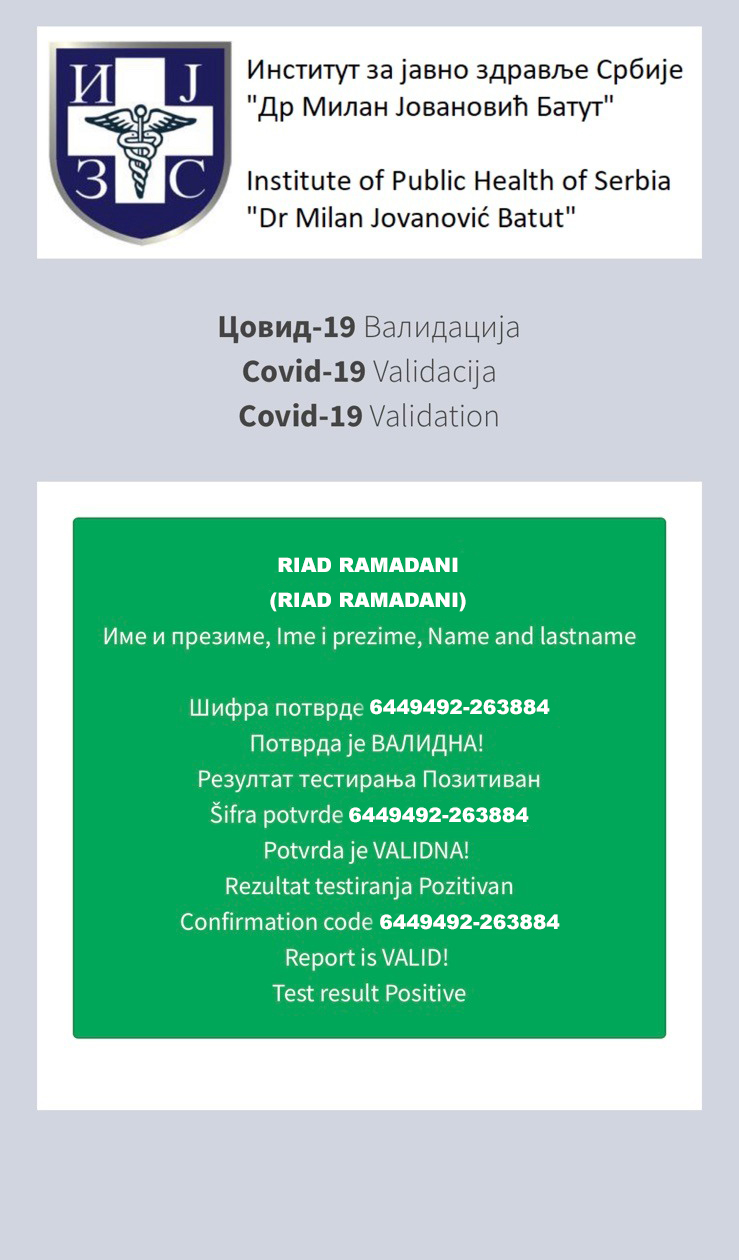 И Ј
З С
Институт за јавно здравље Србије
"Др Милан Јовановић Батут"
Institute of Public Health of Serbia
"Dr Milan Jovanović Batut"
Цовид-19 Валидација
Covid-19 Validacija
Covid-19 Validation
RIAD RAMADANI
(RIAD RAMADANI)
Име и презиме, Ime i prezime, Name and lastname
Шифра потврде 6449492-263884
Потврда је ВАЛИДНА!
Резултат тестирања Позитиван
Šifra potvrde 6449492-263884
Potvrda je VALIDNA!
Rezultat testiranja Pozitivan
Confirmation code 6449492-263884
Report is VALID!
Test result Positive